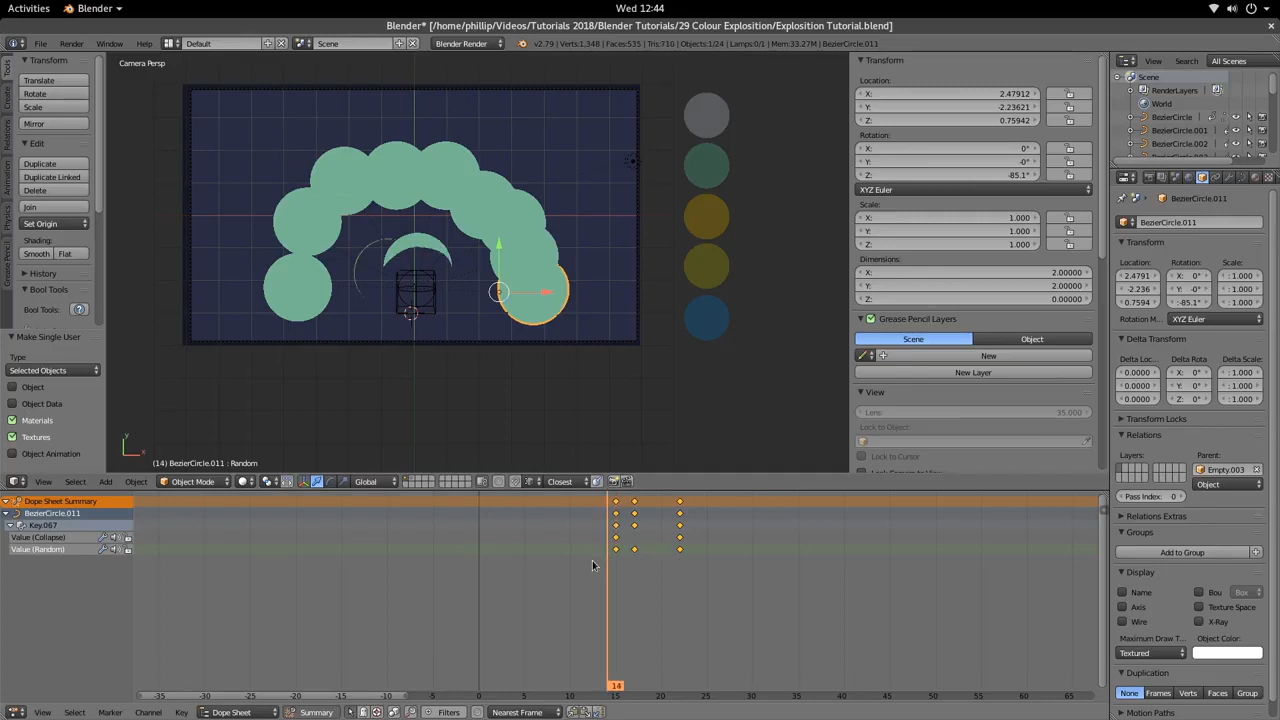 Activities Blender Wed 12:44
Blender* [/home/phillip/Videos/Tutorials 2018/Blender Tutorials/29 Colour Explosition/Explosition Tutorial.blend]
File Render Window Help Default Scene Blender Render v2.79 | Verts:1,348 | Faces:535 | Tris:716 | Objects:1/24 | Lamps:0/1 | Mem:33.27M | BezierCircle.011
View Search All Scenes
Tools
Create
Relations
Animation
Physics
Grease Pencil
Transform
Translate
Rotate
Scale
Mirror
Edit
Duplicate
Duplicate Linked
Delete
Join
Set Origin
Shading:
Smooth Flat
History
Bool Tools
Bool Tools:
Make Single User
Type
Selected Objects
Object
Object Data
Materials
Textures
Object Animation
Camera Persp
y
x
(14) BezierCircle.011 : Random
Transform
Location:
X: 2.47912
Y: -2.23621
Z: 0.75942
Rotation:
X: 0°
Y: -0°
Z: -85.1°
XYZ Euler
Scale:
X: 1.000
Y: 1.000
Z: 1.000
Dimensions:
X: 2.00000
Y: 2.00000
Z: 0.00000
Grease Pencil Layers
Scene Object
New
New Layer
View
Lens: 35.000
Lock to Object:
Lock to Cursor
Scene
RenderLayers
World
BezierCircle
BezierCircle.001
BezierCircle.002
BezierCircle.011
BezierCircle.011
Transform
Location: Rotation: Scale:
2.4791 X: 0° : 1.000
-2.236 Y: -0° : 1.000
0.7594 :-85.1° : 1.000
Rotation M... XYZ Euler
Delta Transform
Delta Loc... Delta Rota Delta Scale:
0.0000 X: 0° : 1.000
0.0000 Y: -0° : 1.000
0.0000 Z: 0° : 1.000
Transform Locks
Relations
Layers: Parent:
Empty.003
Object
Pass Index: 0
Relations Extras
Groups
Add to Group
Display
Name Bou Box
Axis Texture Space
Wire X-Ray
Maximum Draw T... Object Color:
Textured
Duplication
None Frames Verts Faces Group
Motion Paths
View Select Add Object Object Mode Global Closest
Dope Sheet Summary
BezierCircle.011
Key.067
Value (Collapse)
Value (Random)
14
-35 -30 -25 -20 -15 -10 -5 0 5 10 15 20 25 30 35 40 45 50 55 60 65
View Select Marker Channel Key Dope Sheet Summary Filters Nearest Frame